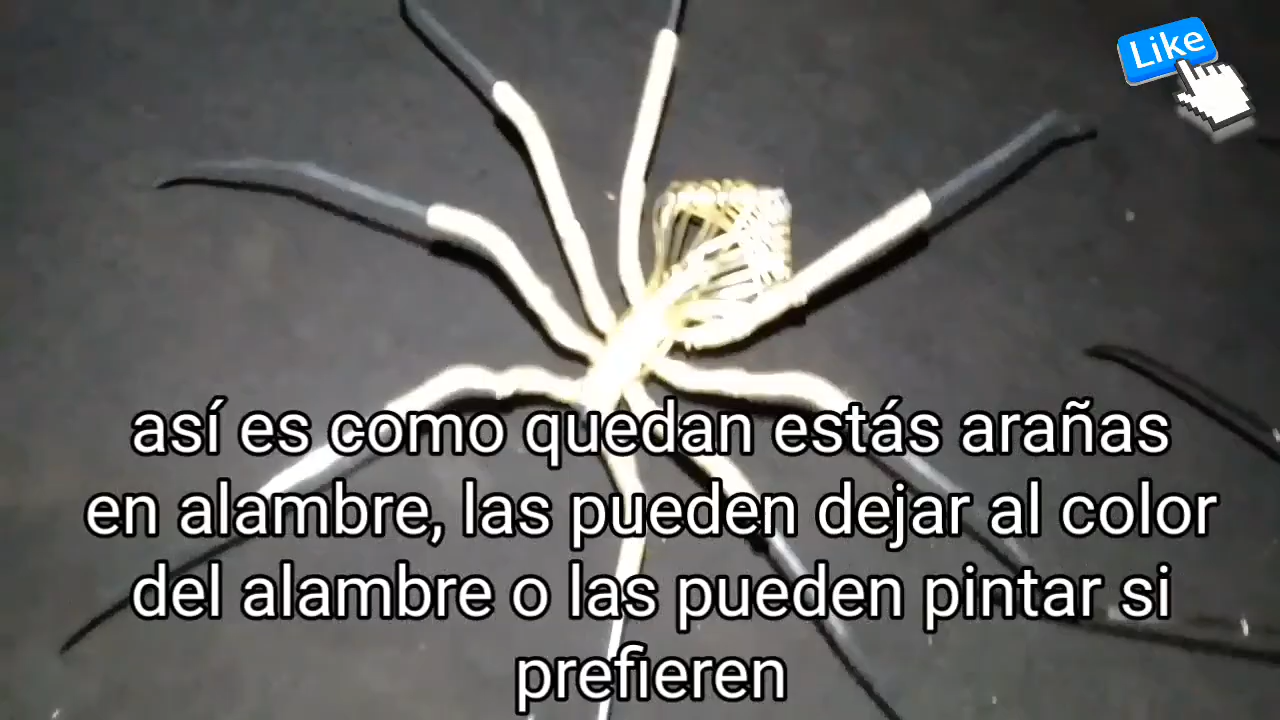 Like
así es como quedan estás arañas
en alambre, las pueden dejar al color
del alambre o las pueden pintar si
prefieren